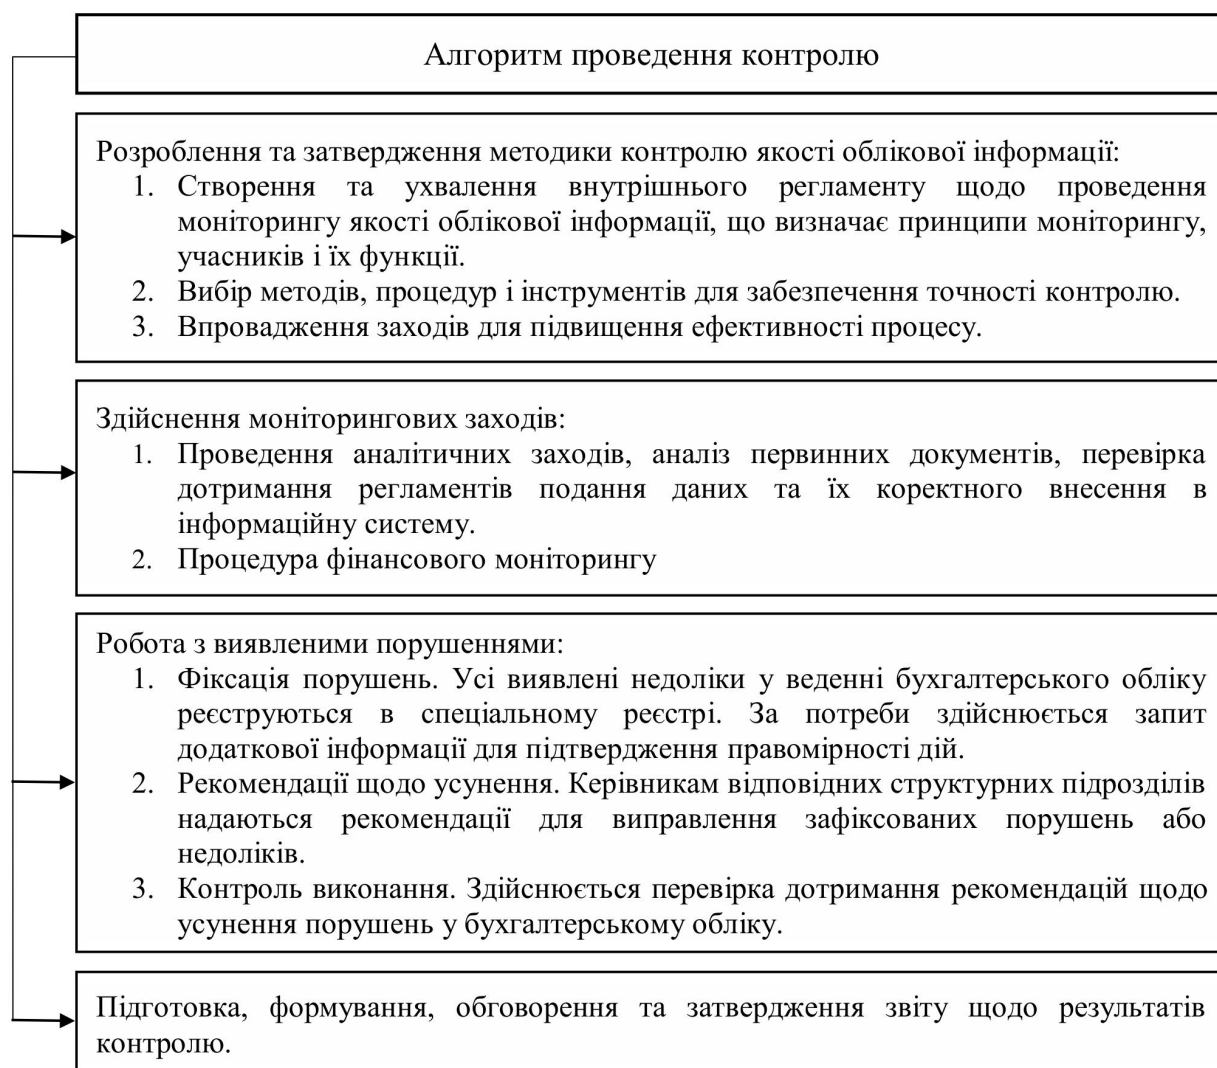 Алгоритм проведення контролю
Розроблення та затвердження методики контролю якості облікової інформації:
1. Створення та ухвалення внутрішнього регламенту щодо проведення
моніторингу якості облікової інформації, що визначає принципи моніторингу,
учасників і їх функції.
2. Вибір методів, процедур і інструментів для забезпечення точності контролю.
3. Впровадження заходів для підвищення ефективності процесу.
Здійснення моніторингових заходів:
1. Проведення аналітичних заходів, аналіз первинних документів, перевірка
дотримання регламентів подання даних та їх коректного внесення в
інформаційну систему.
2. Процедура фінансового моніторингу
Робота з виявленими порушеннями:
1. Фіксація порушень. Усі виявлені недоліки у веденні бухгалтерського обліку
реєструються в спеціальному реєстрі. За потреби здійснюється запит
додаткової інформації для підтвердження правомірності дій.
2. Рекомендації щодо усунення. Керівникам відповідних структурних підрозділів
надаються рекомендації для виправлення зафіксованих порушень або
недоліків.
3. Контроль виконання. Здійснюється перевірка дотримання рекомендацій щодо
усунення порушень у бухгалтерському обліку.
Підготовка, формування, обговорення та затвердження звіту щодо результатів
контролю.